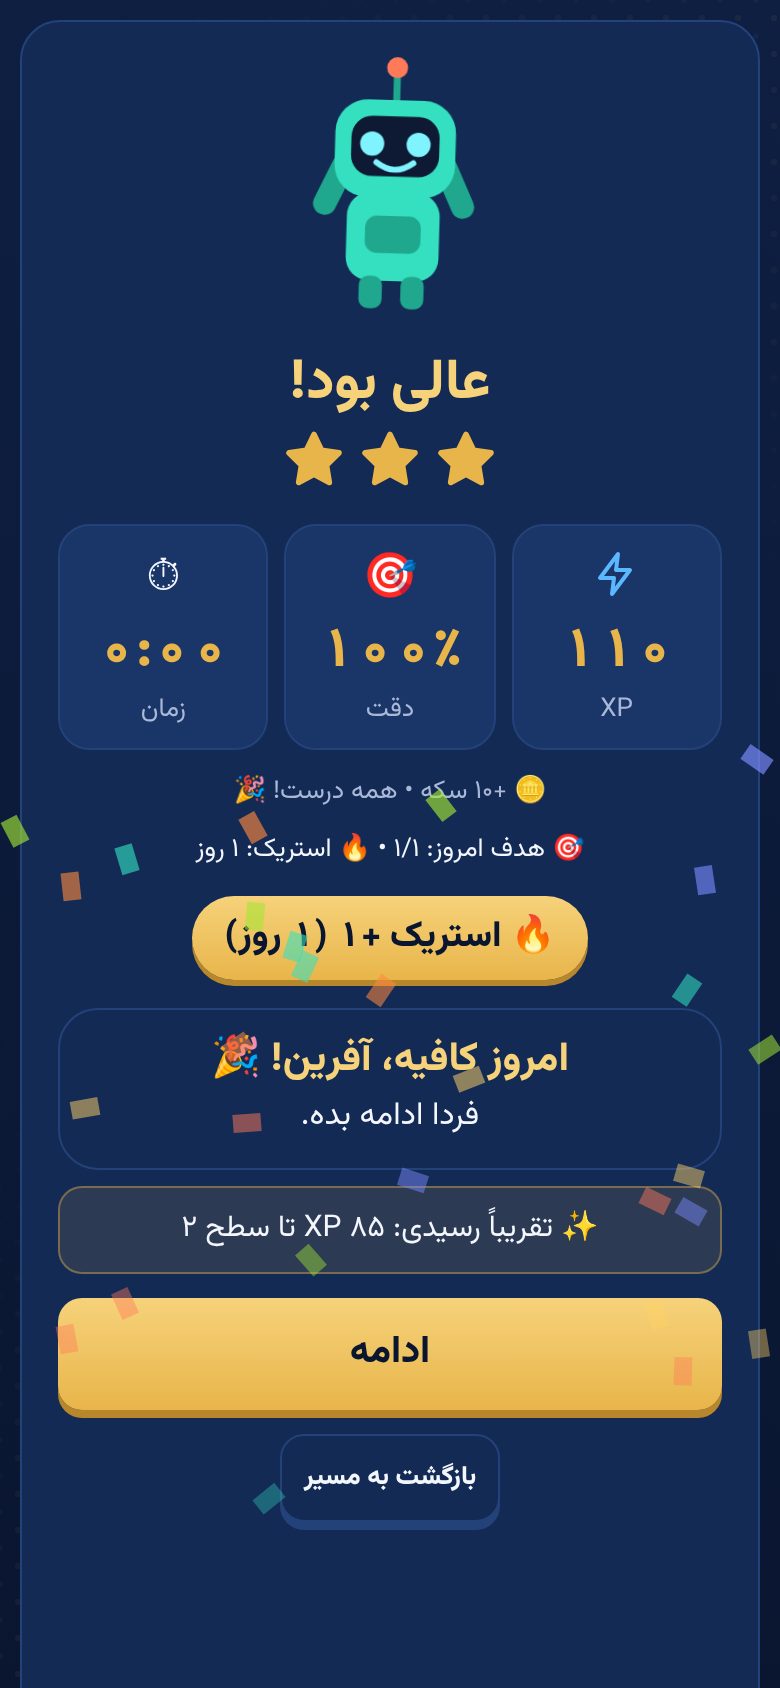 عالی بود!
۱۱۰
XP
۱۰۰٪
دقت
۰:۰۰
زمان
🪙 +۱۰ سکه • همه درست! 🎉
🎯 هدف امروز: ۱/۱ • 🔥 استریک: ۱ روز
🔥 استریک +۱ (۱ روز)
امروز کافیه، آفرین! 🎉
فردا ادامه بده.
✨ تقریباً رسیدی: ۸۵ XP تا سطح ۲
ادامه
بازگشت به مسیر